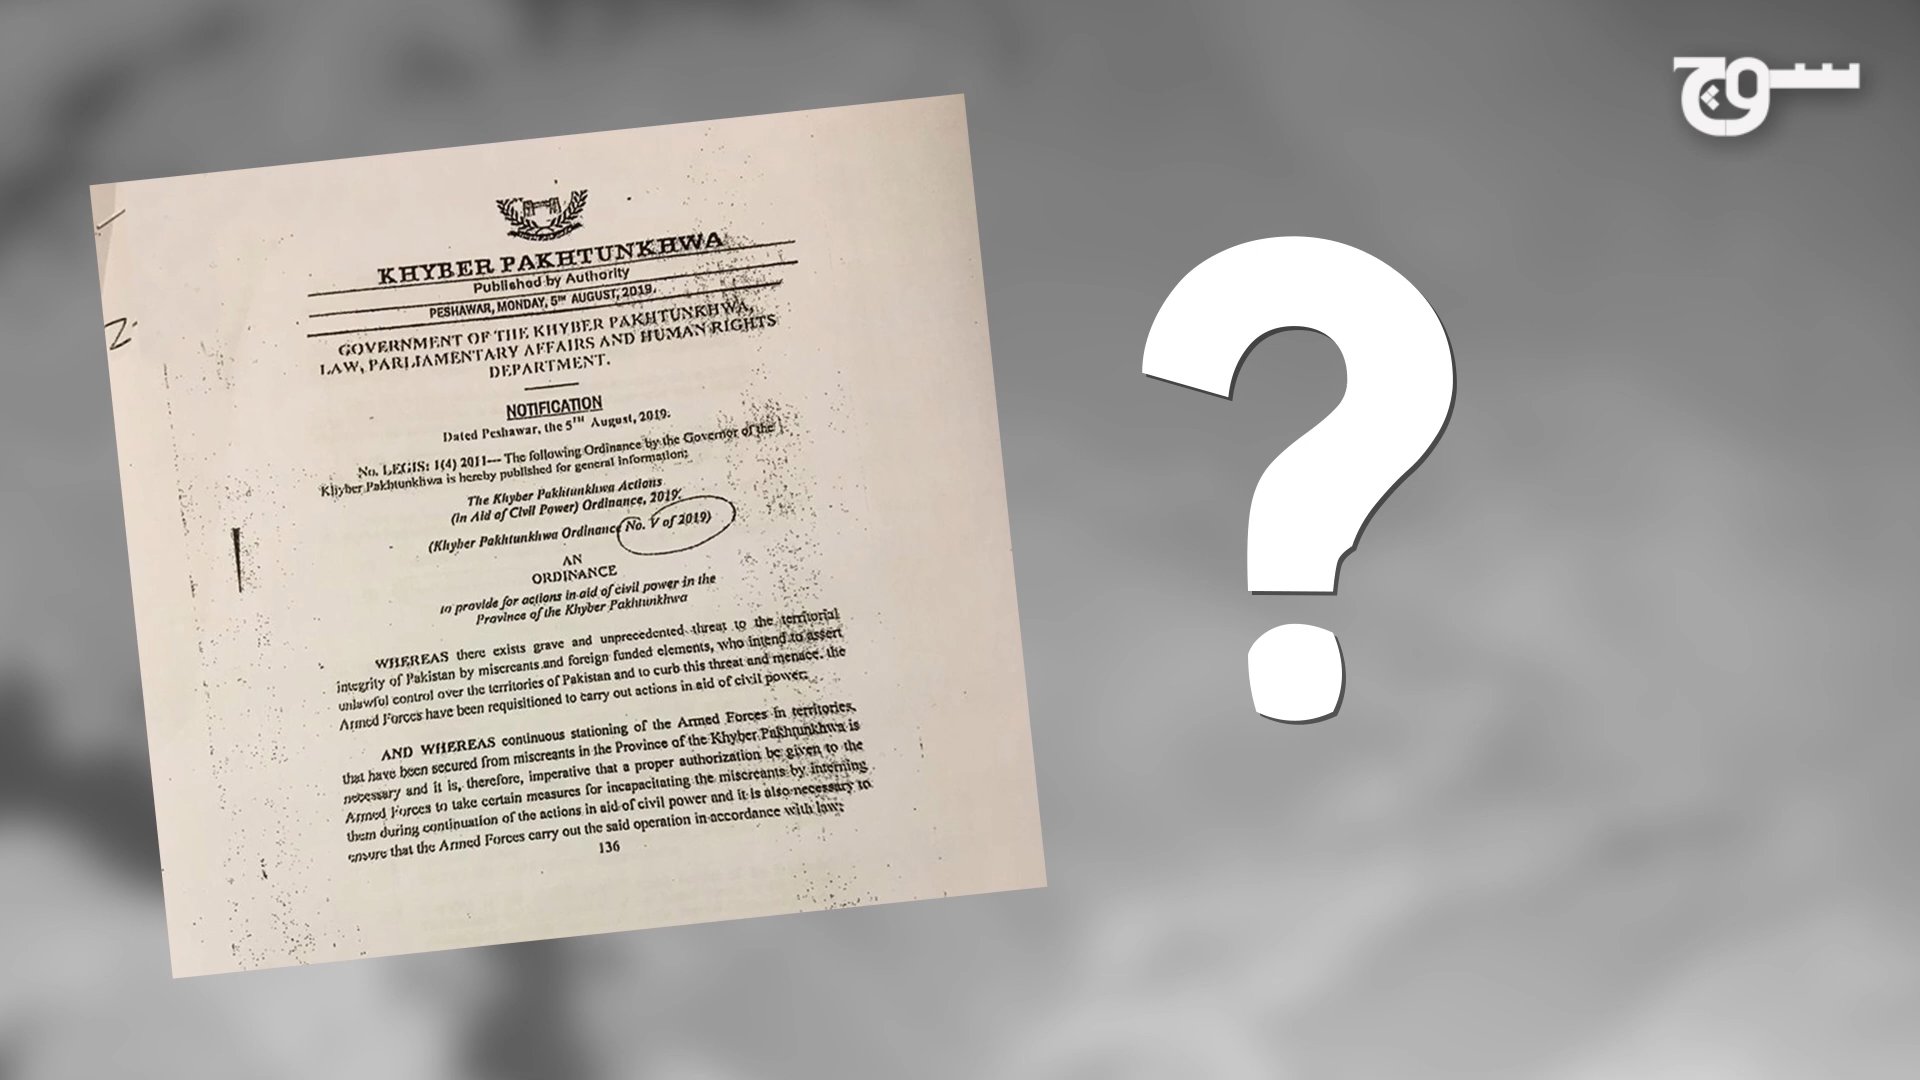 سوچ
KHYBER PAKHTUNKHWA
Published by Authority
PESHAWAR, MONDAY, 5TH AUGUST, 2019.
GOVERNMENT OF THE KHYBER PAKHTUNKHWA,
LAW, PARLIAMENTARY AFFAIRS AND HUMAN RIGHTS
DEPARTMENT.
NOTIFICATION
Dated Peshawar, the 5TH August, 2019.
No. LEGIS: 1(4) 2011--- The following Ordinance by the Governor of the
Khyber Pakhtunkhwa is hereby published for general information:
The Khyber Pakhtunkhwa Actions
(in Aid of Civil Power) Ordinance, 2019.
(Khyber Pakhtunkhwa Ordinance No. V of 2019)
AN
ORDINANCE
to provide for actions in aid of civil power in the
Province of the Khyber Pakhtunkhwa
WHEREAS there exists grave and unprecedented threat to the territorial
integrity of Pakistan by miscreants and foreign funded elements, who intend to assert
unlawful control over the territories of Pakistan and to curb this threat and menace, the
Armed Forces have been requisitioned to carry out actions in aid of civil power;
AND WHEREAS continuous stationing of the Armed Forces in territories,
that have been secured from miscreants in the Province of the Khyber Pakhtunkhwa is
necessary and it is, therefore, imperative that a proper authorization be given to the
Armed Forces to take certain measures for incapacitating the miscreants by interning
them during continuation of the actions in aid of civil power and it is also necessary to
ensure that the Armed Forces carry out the said operation in accordance with law;
136
?